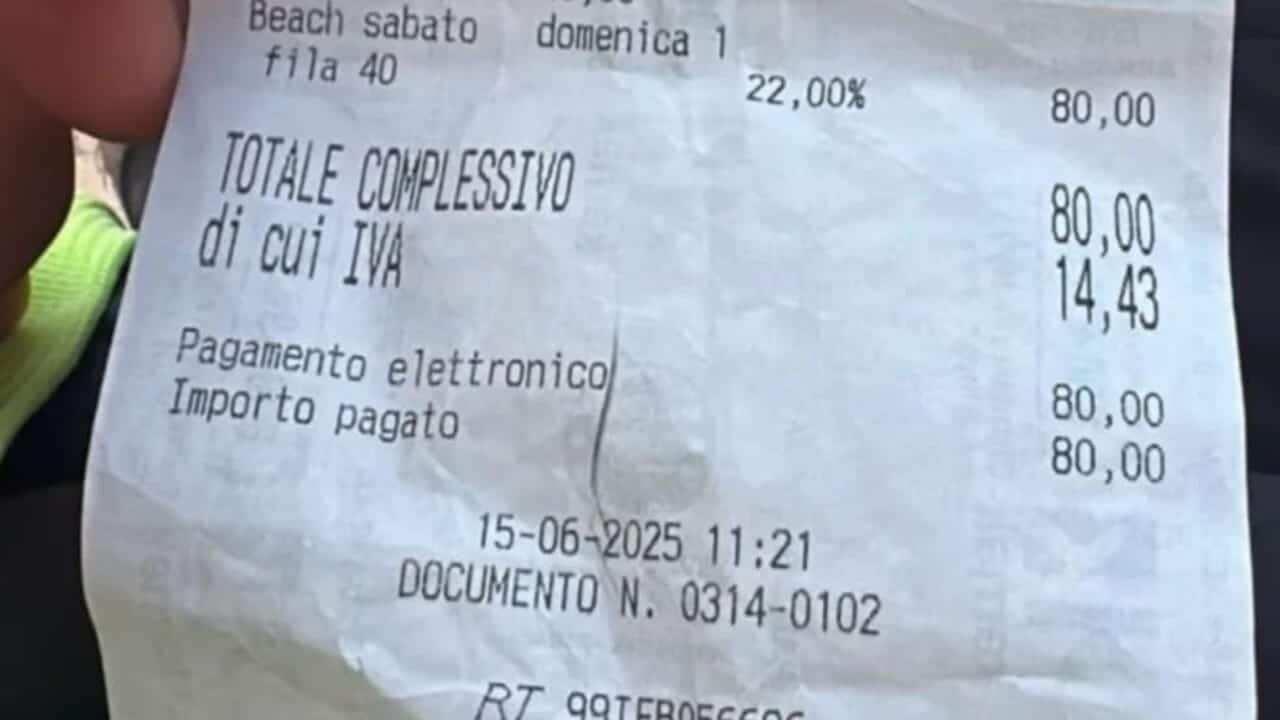 Beach sabato domenica 1
fila 40 22,00% 80,00
TOTALE COMPLESSIVO 80,00
di cui IVA 14,43
Pagamento elettronico 80,00
Importo pagato 80,00
15-06-2025 11:21
DOCUMENTO N. 0314-0102
RT